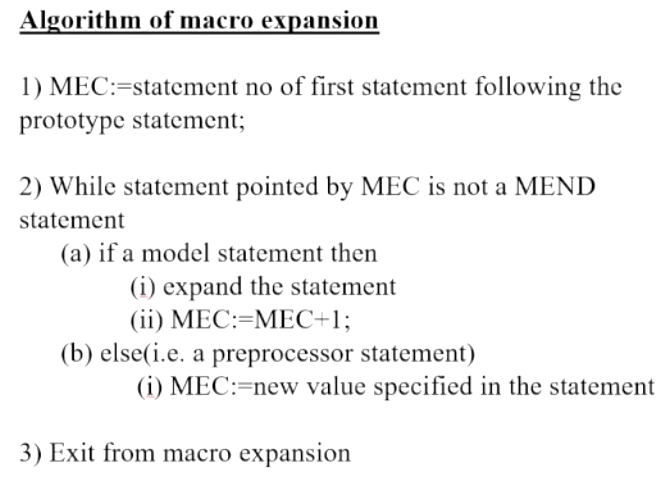 Algorithm of macro expansion
1) MEC:=statement no of first statement following the
prototype statement;
2) While statement pointed by MEC is not a MEND
statement
(a) if a model statement then
(i) expand the statement
(ii) MEC:=MEC+1;
(b) else(i.e. a preprocessor statement)
(i) MEC:=new value specified in the statement
3) Exit from macro expansion